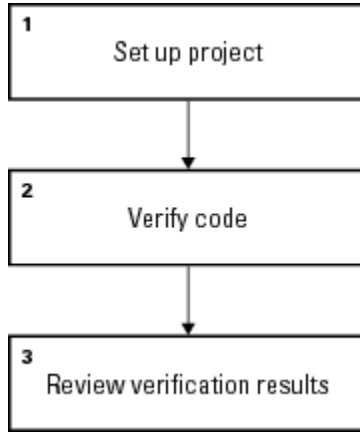 1
Set up project
2
Verify code
3
Review verification results